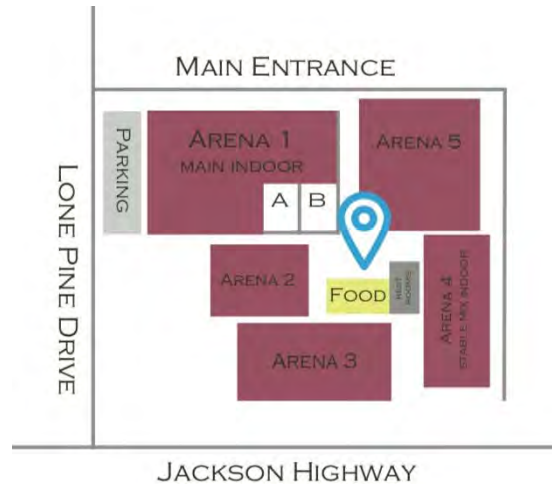 MAIN ENTRANCE
PARKING
ARENA 1
MAIN INDOOR
A
B
ARENA 5
LONE PINE DRIVE
ARENA 2
FOOD
REST
ROOMS
ARENA 4
STABLE MIX INDOOR
ARENA 3
JACKSON HIGHWAY